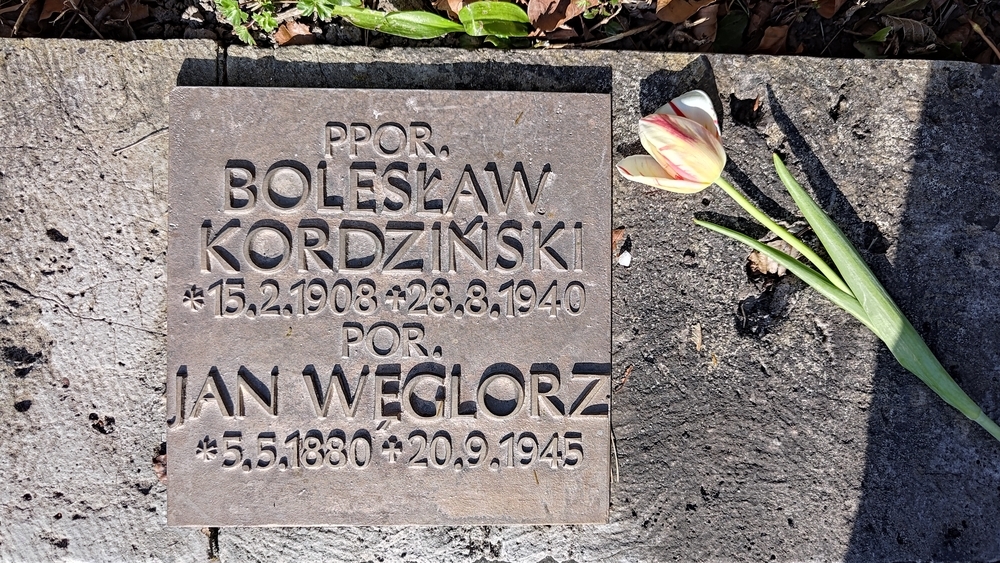 PPOR.
BOLESŁAW
KORDZIŃSKI
*15.2.1908 ✝28.8.1940
POR.
JAN WĘGLORZ
*5.5.1880 ✝20.9.1945